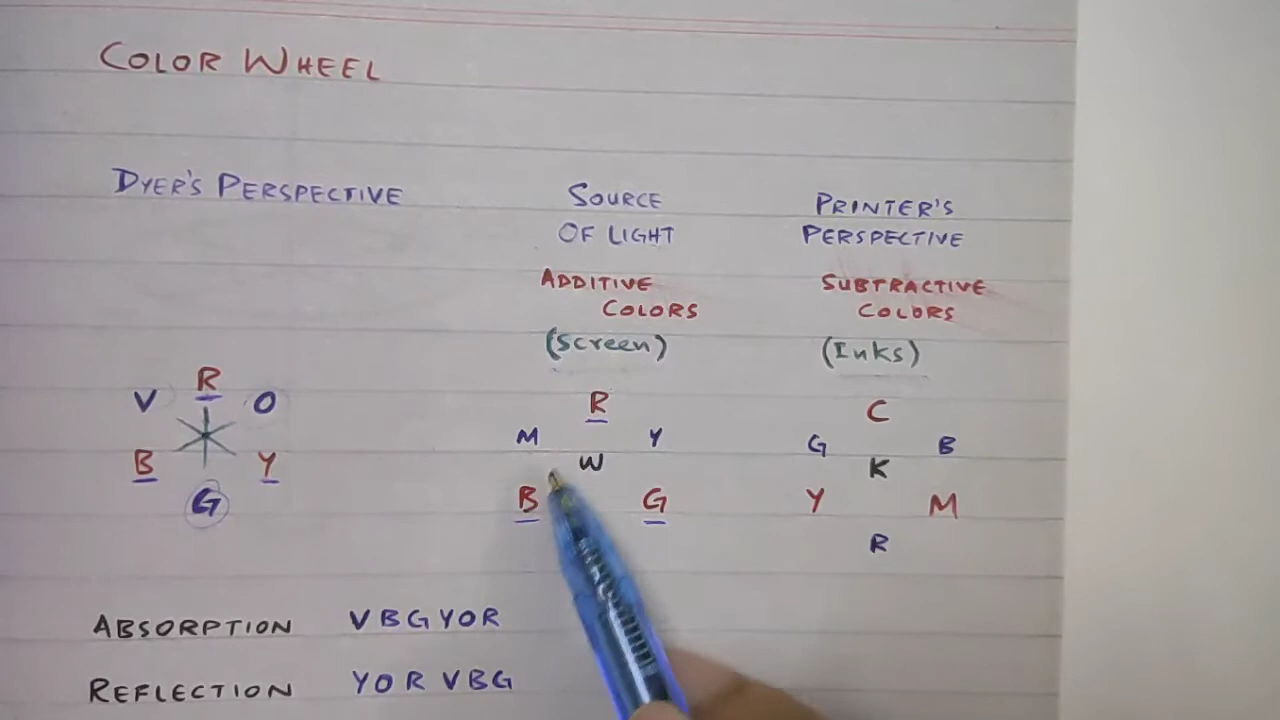 COLOR WHEEL
DYER'S PERSPECTIVE
SOURCE
OF LIGHT
PRINTER'S
PERSPECTIVE
ADDITIVE
COLORS
SUBTRACTIVE
COLORS
(Screen)
(Inks)
V R O
B Y
G
R
M Y
W
B G
C
G B
K
Y M
R
ABSORPTION VBGYOR
REFLECTION YOR VBG